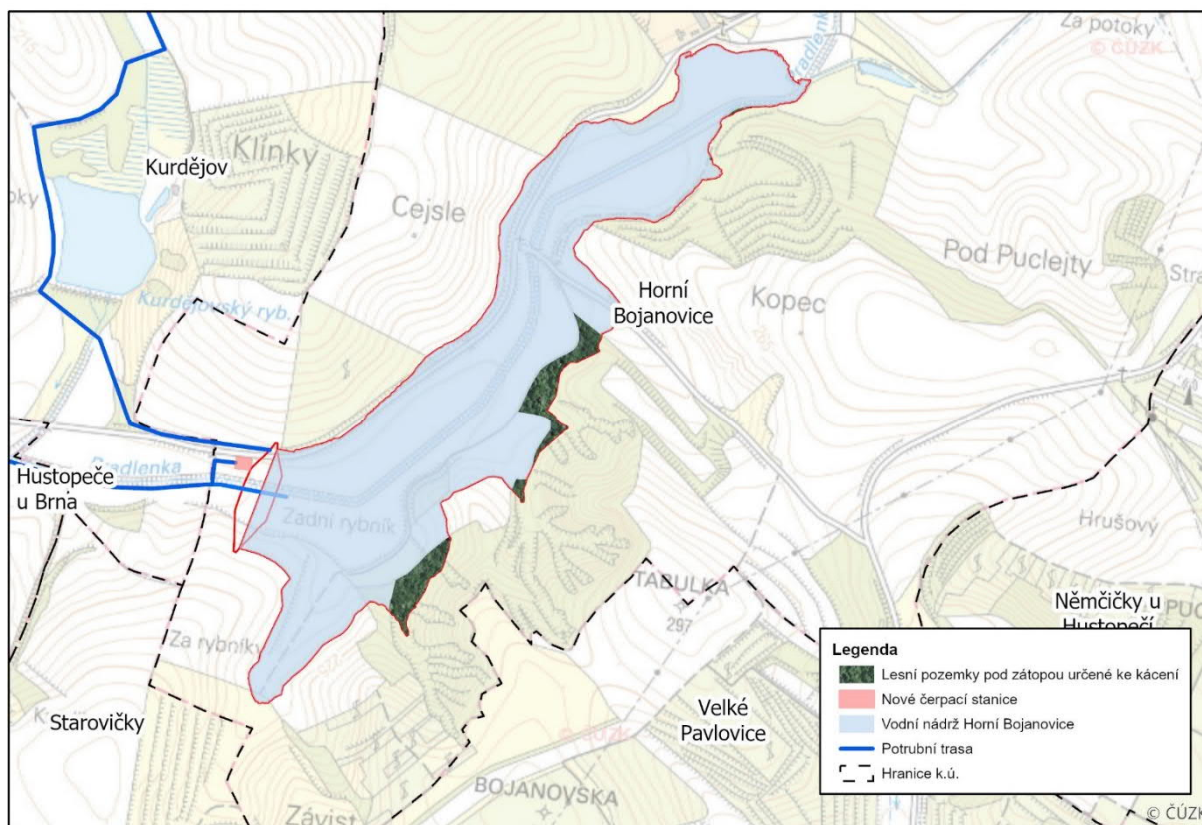 Za potoky
© ČÚZK
Kurdějov
Klínky
Cejsle
Pod Puclejty
Kurdějovský ryb.
Horní
Bojanovice
Kopec
265
Hustopeče
u Brna
Zadní rybník
Hrušový
TABULKA
297
Němčičky u
Hustopečí
Za rybníky
Starovičky
Velké
Pavlovice
BOJANOVSKA
Závist
Legenda
Lesní pozemky pod zátopou určené ke kácení
Nové čerpací stanice
Vodní nádrž Horní Bojanovice
Potrubní trasa
Hranice k.ú.
© ČÚZK